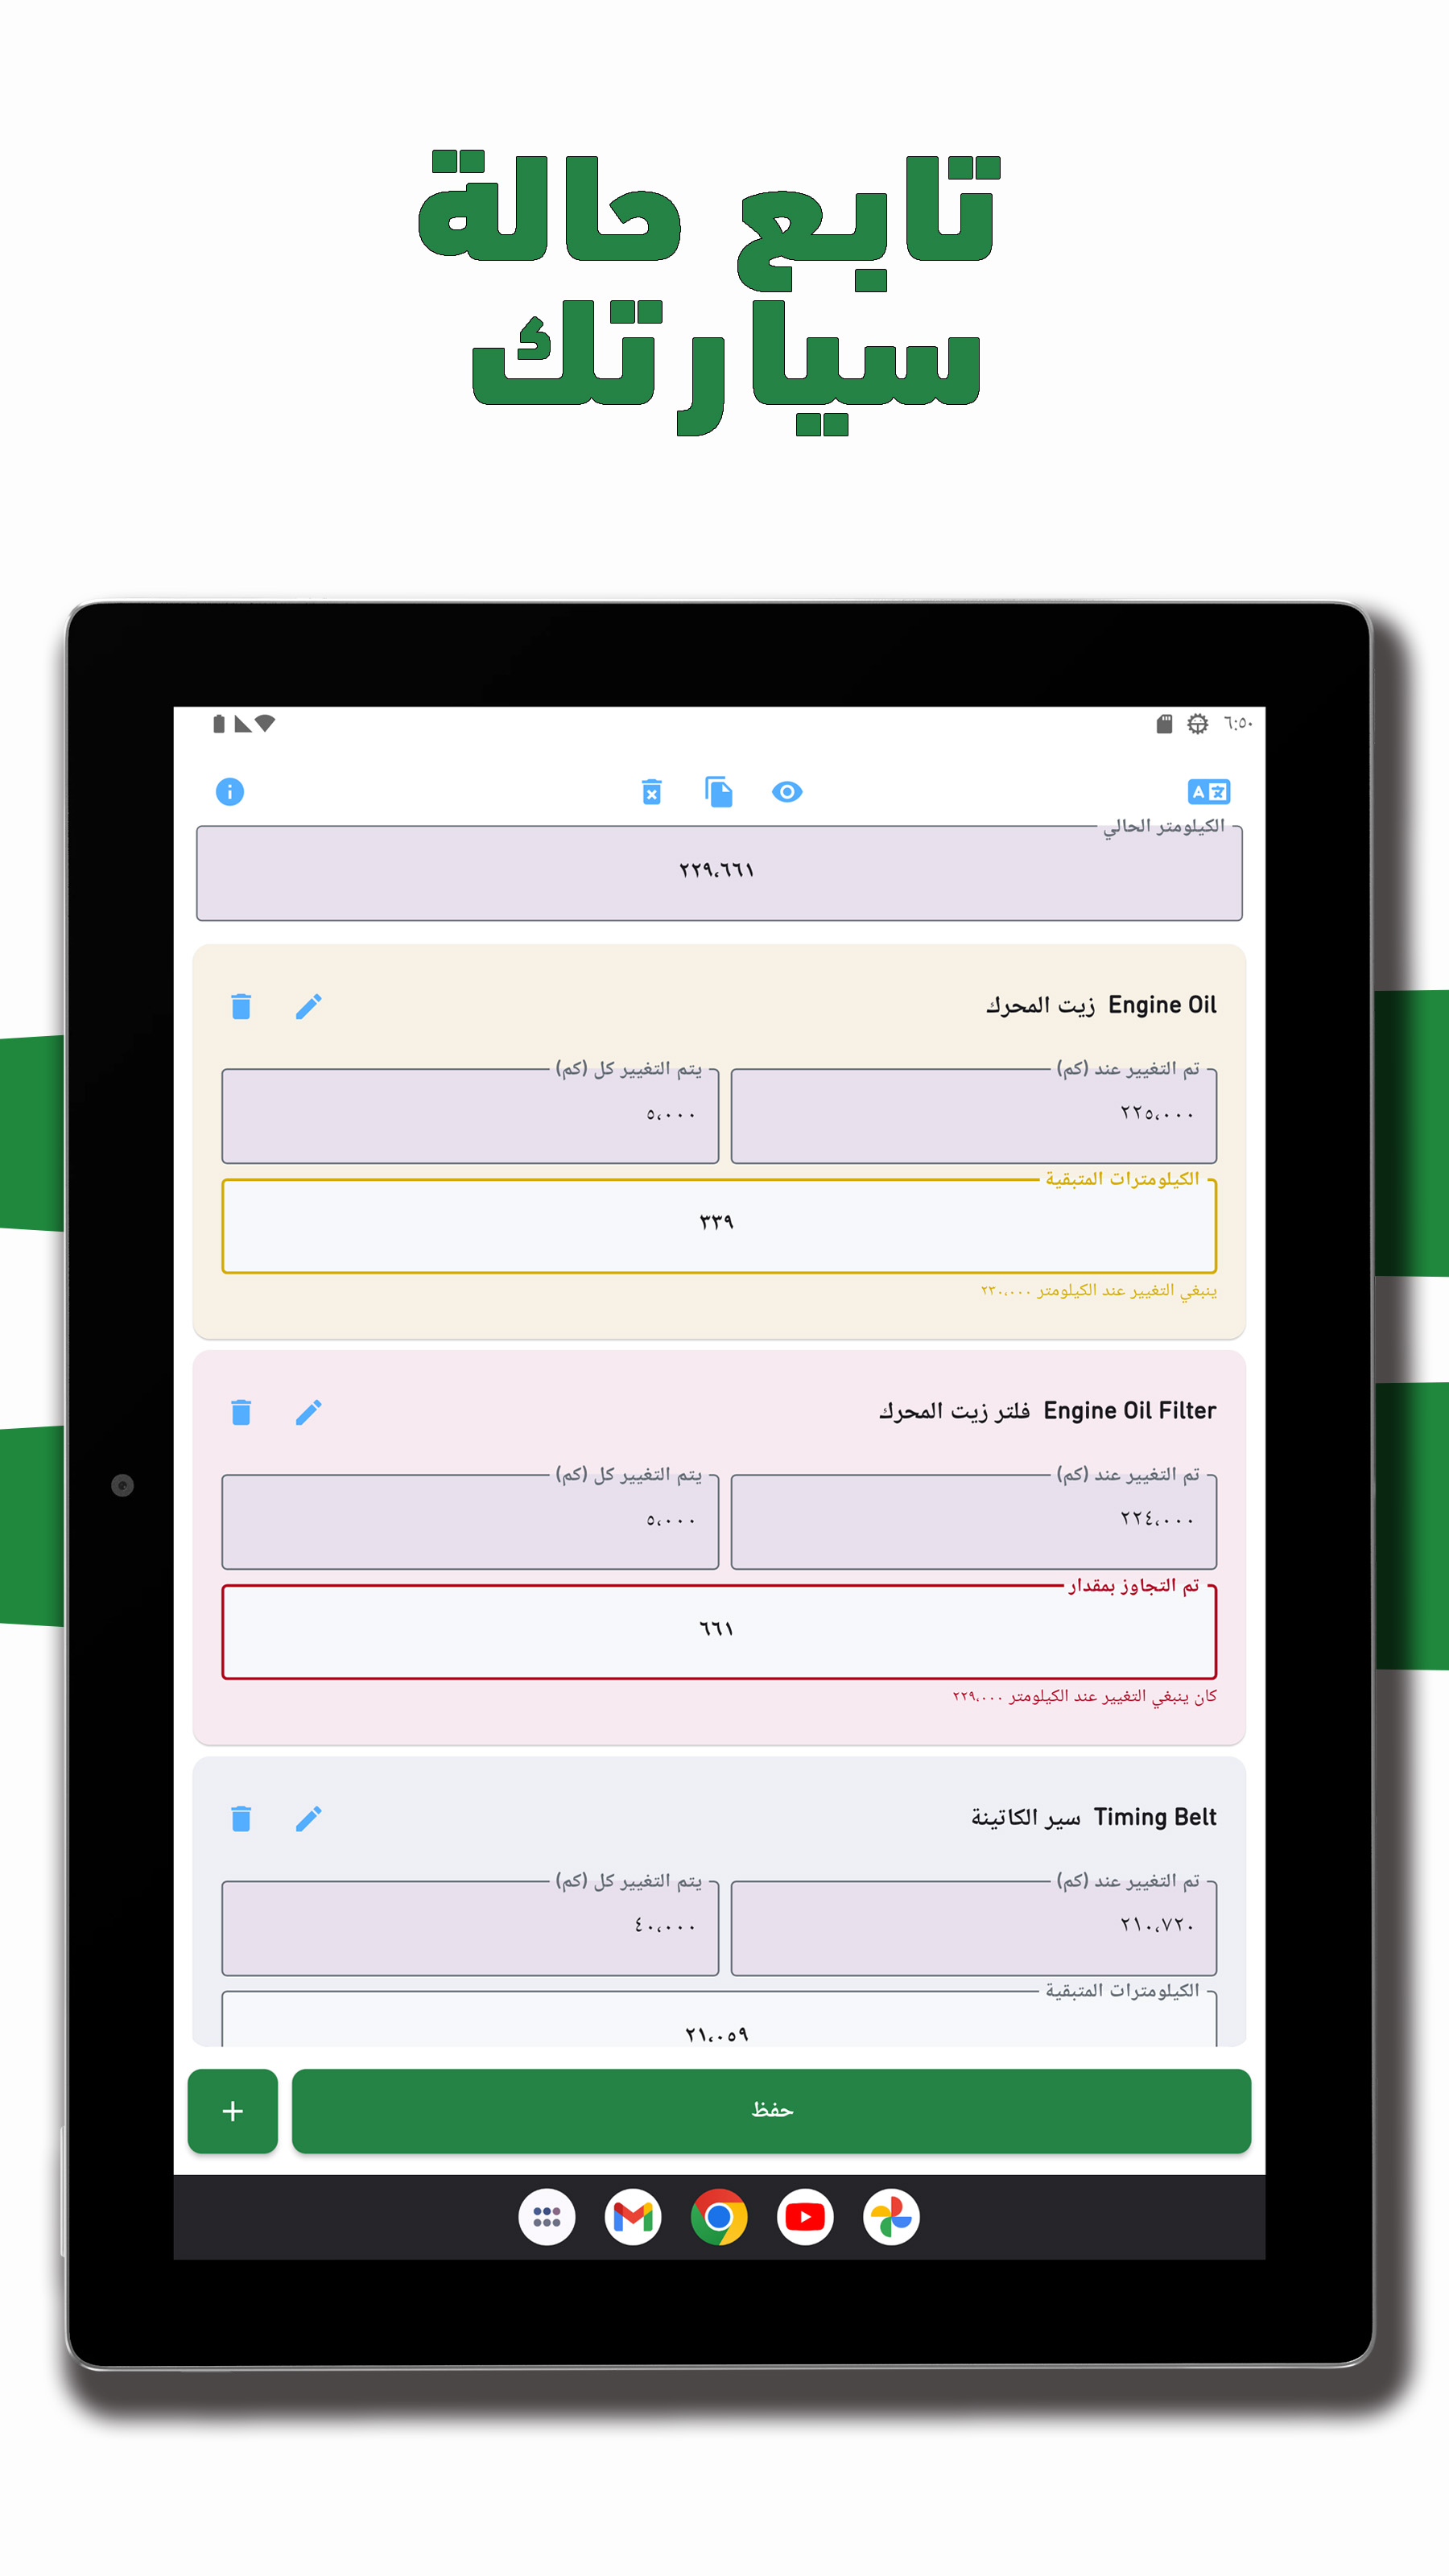 تابع حالة
سيارتك
٦:٥٠
الكيلومتر الحالي
٢٢٩،٦٦١
Engine Oil زيت المحرك
تم التغيير عند (كم)
يتم التغيير كل (كم)
٢٢٥،٠٠٠
٥،٠٠٠
الكيلومترات المتبقية
٣٣٩
ينبغي التغيير عند الكيلومتر ٢٣٠،٠٠٠
Engine Oil Filter فلتر زيت المحرك
تم التغيير عند (كم)
يتم التغيير كل (كم)
٢٢٤،٠٠٠
٥،٠٠٠
تم التجاوز بمقدار
٦٦١
كان ينبغي التغيير عند الكيلومتر ٢٢٩،٠٠٠
Timing Belt سير الكاتينة
تم التغيير عند (كم)
يتم التغيير كل (كم)
٢١٠،٧٢٠
٤٠،٠٠٠
الكيلومترات المتبقية
٢١،٠٥٩
حفظ